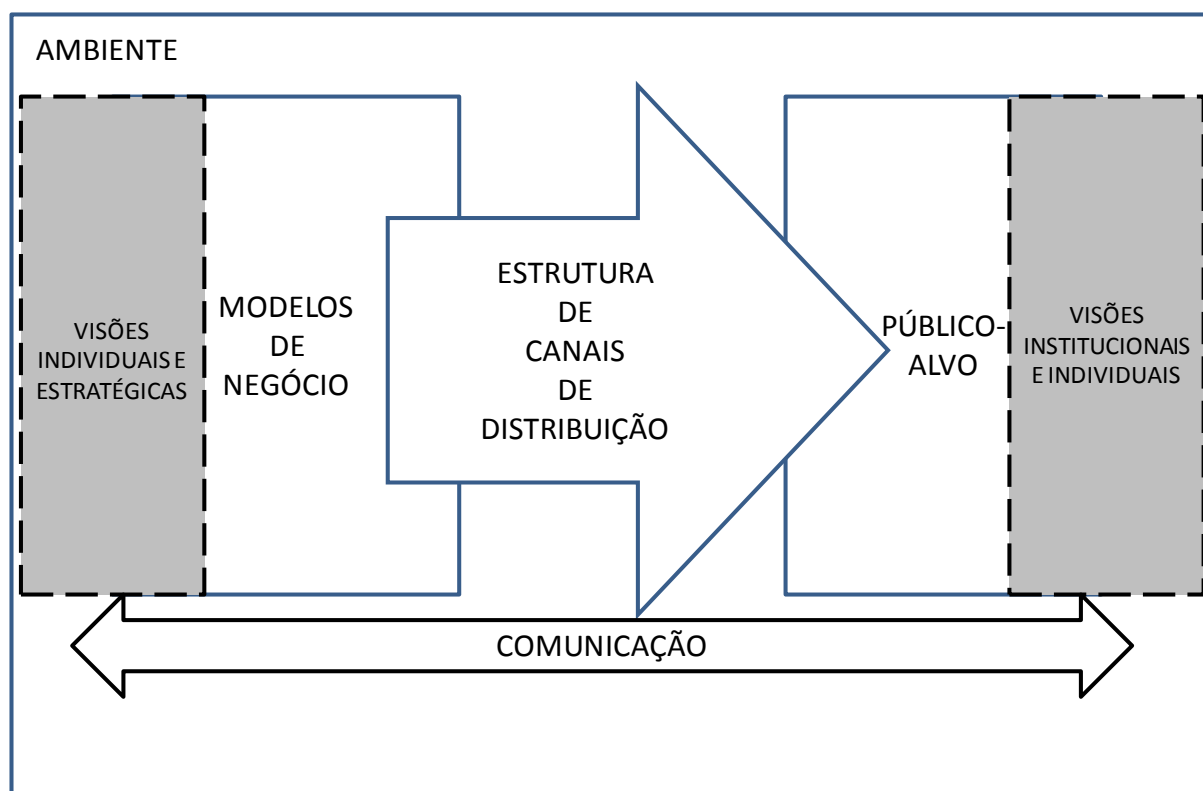 AMBIENTE
VISÕES
INDIVIDUAIS E
ESTRATÉGICAS
MODELOS
DE
NEGÓCIO
ESTRUTURA
DE
CANAIS
DE
DISTRIBUIÇÃO
PÚBLICO-
ALVO
VISÕES
INSTITUCIONAIS
E INDIVIDUAIS
COMUNICAÇÃO